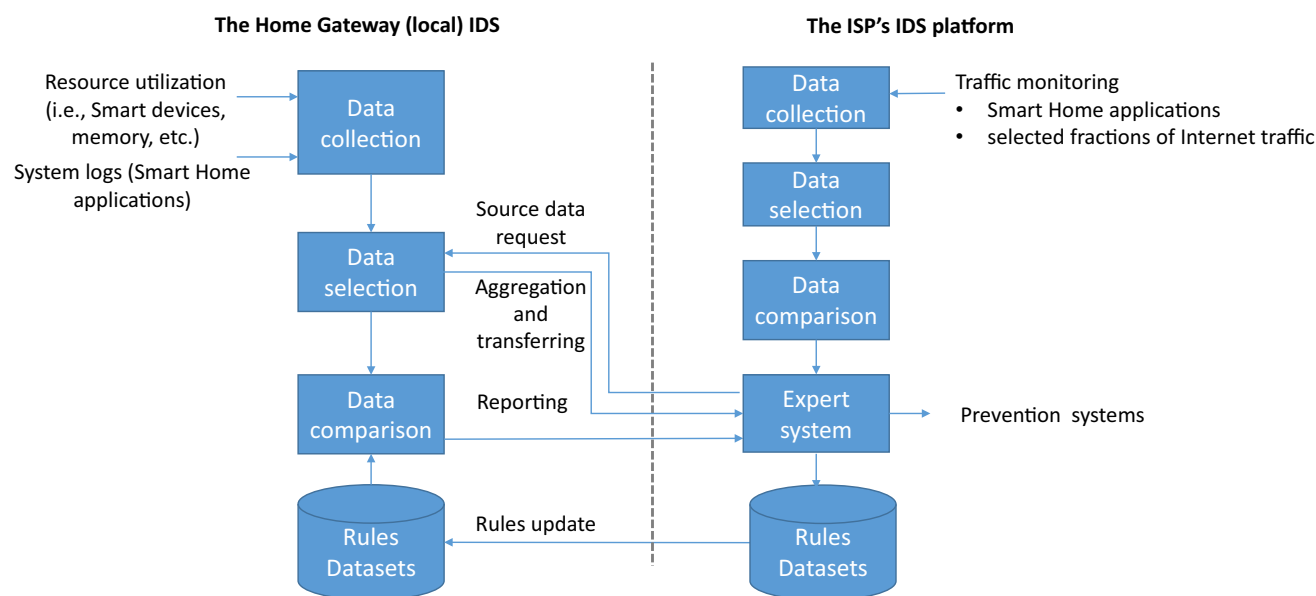 The Home Gateway (local) IDS
The ISP's IDS platform
Resource utilization
(i.e., Smart devices,
memory, etc.)
System logs (Smart Home
applications)
Data
collection
Data
selection
Data
comparison
Rules
Datasets
Source data
request
Aggregation
and
transferring
Reporting
Rules update
Data
collection
Data
selection
Data
comparison
Expert
system
Rules
Datasets
Traffic monitoring
• Smart Home applications
• selected fractions of Internet traffic
Prevention systems